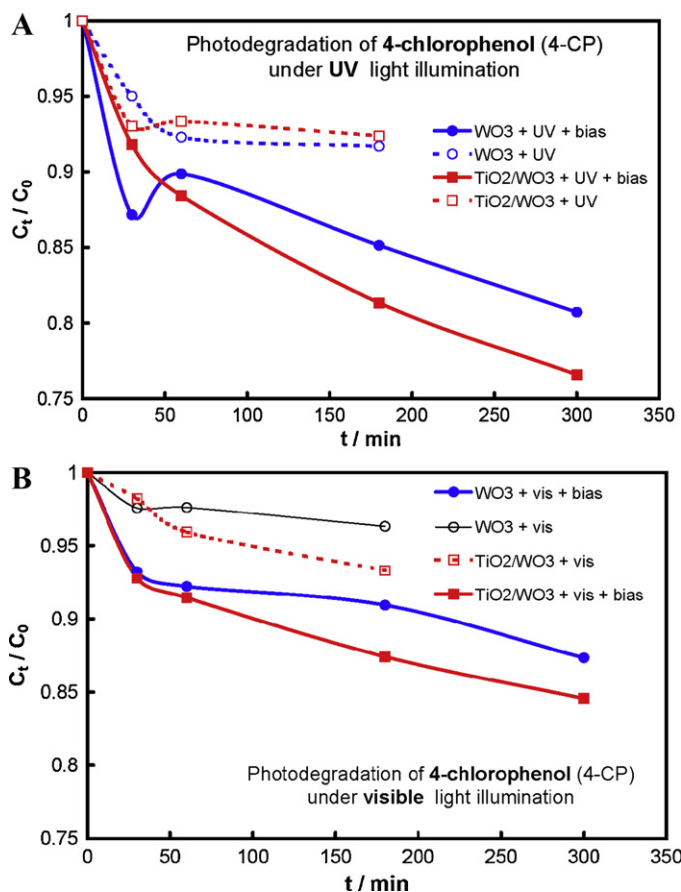 A
Photodegradation of 4-chlorophenol (4-CP)
under UV light illumination
1
0.95
0.9
0.85
0.8
0.75
Ct / C0
WO3 + UV + bias
WO3 + UV
TiO2/WO3 + UV + bias
TiO2/WO3 + UV
0 50 100 150 200 250 300 350
t / min
B
1
0.95
0.9
0.85
0.8
0.75
Ct / C0
WO3 + vis + bias
WO3 + vis
TiO2/WO3 + vis
TiO2/WO3 + vis + bias
Photodegradation of 4-chlorophenol (4-CP)
under visible light illumination
0 50 100 150 200 250 300 350
t / min